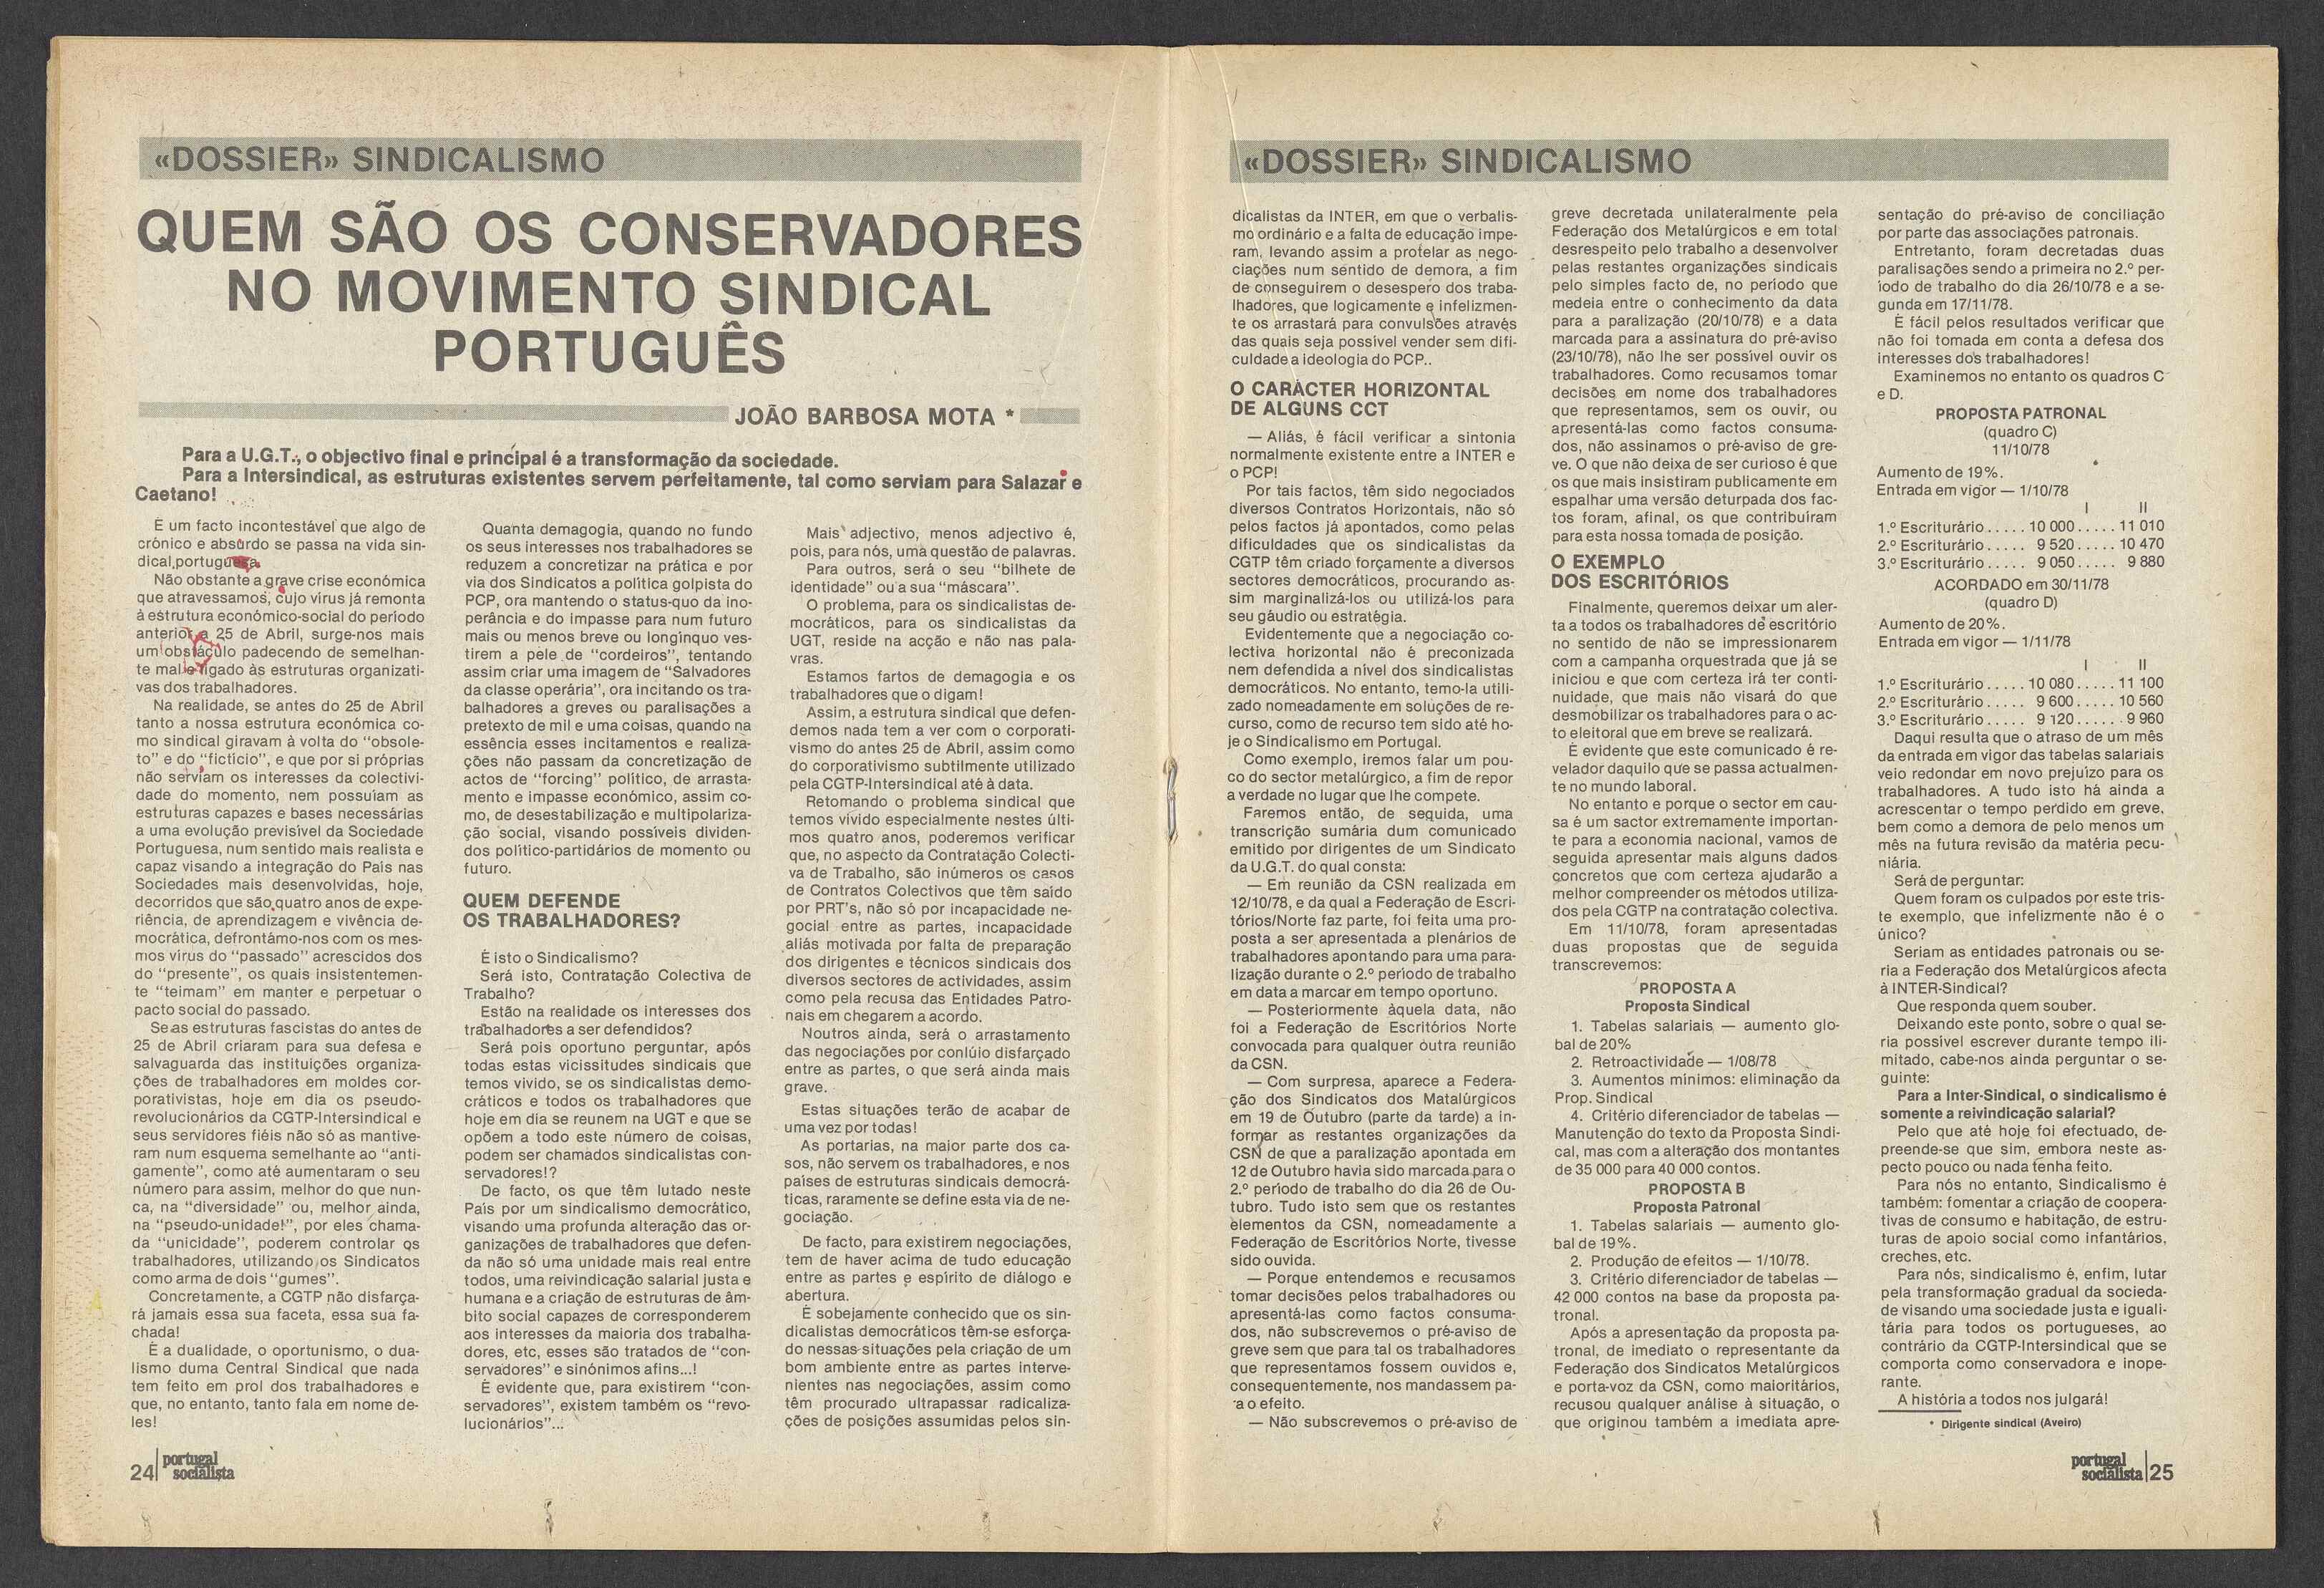 «DOSSIER» SINDICALISMO
QUEM SÃO OS CONSERVADORES
NO MOVIMENTO SINDICAL
PORTUGUÊS
JOÃO BARBOSA MOTA *
Para a U.G.T., o objectivo final e principal é a transformação da sociedade.
Para a Intersindical, as estruturas existentes servem perfeitamente, tal como serviam para Salazar e
Caetano!
É um facto incontestável que algo de
crónico e absurdo se passa na vida sin-
dical portuguesa.
Não obstante a grave crise económica
que atravessamos, cujo vírus já remonta
à estrutura económico-social do período
anterior a 25 de Abril, surge-nos mais
um obstáculo padecendo de semelhan-
te mal e ligado às estruturas organizati-
vas dos trabalhadores.
Na realidade, se antes do 25 de Abril
tanto a nossa estrutura económica co-
mo sindical giravam à volta do "obsole-
to" e do "fictício", e que por si próprias
não serviam os interesses da colectivi-
dade do momento, nem possuíam as
estruturas capazes e bases necessárias
a uma evolução previsível da Sociedade
Portuguesa, num sentido mais realista e
capaz visando a integração do País nas
Sociedades mais desenvolvidas, hoje,
decorridos que são quatro anos de expe-
riência, de aprendizagem e vivência de-
mocrática, defrontámo-nos com os mes-
mos vírus do "passado" acrescidos dos
do "presente", os quais insistentemen-
te "teimam" em manter e perpetuar o
pacto social do passado.
Se as estruturas fascistas do antes de
25 de Abril criaram para sua defesa e
salvaguarda das instituições organiza-
ções de trabalhadores em moldes cor-
porativistas, hoje em dia os pseudo-
revolucionários da CGTP-Intersindical e
seus servidores fiéis não só as mantive-
ram num esquema semelhante ao "anti-
gamente", como até aumentaram o seu
número para assim, melhor do que nun-
ca, na "diversidade" ou, melhor ainda,
na "pseudo-unidade!", por eles chama-
da "unicidade", poderem controlar os
trabalhadores, utilizando os Sindicatos
como arma de dois "gumes".
Concretamente, a CGTP não disfarça-
rá jamais essa sua faceta, essa sua fa-
chada!
É a dualidade, o oportunismo, o dua-
lismo duma Central Sindical que nada
tem feito em prol dos trabalhadores e
que, no entanto, tanto fala em nome de-
les!
Quanta demagogia, quando no fundo
os seus interesses nos trabalhadores se
reduzem a concretizar na prática e por
via dos Sindicatos a política golpista do
PCP, ora mantendo o status-quo da ino-
perância e do impasse para num futuro
mais ou menos breve ou longínquo ves-
tirem a pele de "cordeiros", tentando
assim criar uma imagem de "Salvadores
da classe operária", ora incitando os tra-
balhadores a greves ou paralisações a
pretexto de mil e uma coisas, quando na
essência esses incitamentos e realiza-
ções não passam da concretização de
actos de "forcing" político, de arrasta-
mento e impasse económico, assim co-
mo, de desestabilização e multipolariza-
ção social, visando possíveis dividen-
dos político-partidários de momento ou
futuro.
QUEM DEFENDE
OS TRABALHADORES?
É isto o Sindicalismo?
Será isto, Contratação Colectiva de
Trabalho?
Estão na realidade os interesses dos
trabalhadores a ser defendidos?
Será pois oportuno perguntar, após
todas estas vicissitudes sindicais que
temos vivido, se os sindicalistas demo-
cráticos e todos os trabalhadores que
hoje em dia se reunem na UGT e que se
opõem a todo este número de coisas,
podem ser chamados sindicalistas con-
servadores!?
De facto, os que têm lutado neste
País por um sindicalismo democrático,
visando uma profunda alteração das or-
ganizações de trabalhadores que defen-
da não só uma unidade mais real entre
todos, uma reivindicação salarial justa e
humana e a criação de estruturas de âm-
bito social capazes de corresponderem
aos interesses da maioria dos trabalha-
dores, etc, esses são tratados de "con-
servadores" e sinónimos afins...!
É evidente que, para existirem "con-
servadores", existem também os "revo-
lucionários"...
Mais adjectivo, menos adjectivo é,
pois, para nós, uma questão de palavras.
Para outros, será o seu "bilhete de
identidade" ou a sua "máscara".
O problema, para os sindicalistas de-
mocráticos, para os sindicalistas da
UGT, reside na acção e não nas pala-
vras.
Estamos fartos de demagogia e os
trabalhadores que o digam!
Assim, a estrutura sindical que defen-
demos nada tem a ver com o corporati-
vismo do antes 25 de Abril, assim como
do corporativismo subtilmente utilizado
pela CGTP-Intersindical até à data.
Retomando o problema sindical que
temos vívido especialmente nestes últi-
mos quatro anos, poderemos verificar
que, no aspecto da Contratação Colecti-
va de Trabalho, são inúmeros os casos
de Contratos Colectivos que têm saído
por PRT's, não só por incapacidade ne-
gocial entre as partes, incapacidade
aliás motivada por falta de preparação
dos dirigentes e técnicos sindicais dos
diversos sectores de actividades, assim
como pela recusa das Entidades Patro-
nais em chegarem a acordo.
Noutros ainda, será o arrastamento
das negociações por conlúio disfarçado
entre as partes, o que será ainda mais
grave.
Estas situações terão de acabar de
uma vez por todas!
As portarias, na maior parte dos ca-
sos, não servem os trabalhadores, e nos
países de estruturas sindicais democrá-
ticas, raramente se define esta via de ne-
gociação.
De facto, para existirem negociações,
tem de haver acima de tudo educação
entre as partes e espírito de diálogo e
abertura.
É sobejamente conhecido que os sin-
dicalistas democráticos têm-se esforça-
do nessas situações pela criação de um
bom ambiente entre as partes interve-
nientes nas negociações, assim como
têm procurado ultrapassar radicaliza-
ções de posições assumidas pelos sin-
24 portugal
socialista
«DOSSIER» SINDICALISMO
dicalistas da INTER, em que o verbalis-
mo ordinário e a falta de educação impe-
ram, levando assim a protelar as nego-
ciações num sentido de demora, a fim
de conseguirem o desespero dos traba-
lhadores, que logicamente e infelizmen-
te os arrastará para convulsões através
das quais seja possível vender sem difi-
culdade a ideologia do PCP..
O CARÁCTER HORIZONTAL
DE ALGUNS CCT
— Aliás, é fácil verificar a sintonia
normalmente existente entre a INTER e
o PCP!
Por tais factos, têm sido negociados
diversos Contratos Horizontais, não só
pelos factos já apontados, como pelas
dificuldades que os sindicalistas da
CGTP têm criado forçamente a diversos
sectores democráticos, procurando as-
sim marginalizá-los ou utilizá-los para
seu gáudio ou estratégia.
Evidentemente que a negociação co-
lectiva horizontal não é preconizada
nem defendida a nível dos sindicalistas
democráticos. No entanto, temo-la utili-
zado nomeadamente em soluções de re-
curso, como de recurso tem sido até ho-
je o Sindicalismo em Portugal.
Como exemplo, iremos falar um pou-
co do sector metalúrgico, a fim de repor
a verdade no lugar que lhe compete.
Faremos então, de seguida, uma
transcrição sumária dum comunicado
emitido por dirigentes de um Sindicato
da U.G.T. do qual consta:
— Em reunião da CSN realizada em
12/10/78, e da qual a Federação de Escri-
tórios/Norte faz parte, foi feita uma pro-
posta a ser apresentada a plenários de
trabalhadores apontando para uma para-
lização durante o 2.º período de trabalho
em data a marcar em tempo oportuno.
— Posteriormente àquela data, não
foi a Federação de Escritórios Norte
convocada para qualquer outra reunião
da CSN.
— Com surpresa, aparece a Federa-
ção dos Sindicatos dos Matalúrgicos
em 19 de Outubro (parte da tarde) a in-
formar as restantes organizações da
CSN de que a paralização apontada em
12 de Outubro havia sido marcada para o
2.º período de trabalho do dia 26 de Ou-
tubro. Tudo isto sem que os restantes
elementos da CSN, nomeadamente a
Federação de Escritórios Norte, tivesse
sido ouvida.
— Porque entendemos e recusamos
tomar decisões pelos trabalhadores ou
apresentá-las como factos consuma-
dos, não subscrevemos o pré-aviso de
greve sem que para tal os trabalhadores
que representamos fossem ouvidos e,
consequentemente, nos mandassem pa-
a o efeito.
— Não subscrevemos o pré-aviso de
greve decretada unilateralmente pela
Federação dos Metalúrgicos e em total
desrespeito pelo trabalho a desenvolver
pelas restantes organizações sindicais
pelo simples facto de, no período que
medeia entre o conhecimento da data
para a paralização (20/10/78) e a data
marcada para a assinatura do pré-aviso
(23/10/78), não lhe ser possível ouvir os
trabalhadores. Como recusamos tomar
decisões em nome dos trabalhadores
que representamos, sem os ouvir, ou
apresentá-las como factos consuma-
dos, não assinamos o pré-aviso de gre-
ve. O que não deixa de ser curioso é que
os que mais insistiram publicamente em
espalhar uma versão deturpada dos fac-
tos foram, afinal, os que contribuíram
para esta nossa tomada de posição.
O EXEMPLO
DOS ESCRITÓRIOS
Finalmente, queremos deixar um aler-
ta a todos os trabalhadores de escritório
no sentido de não se impressionarem
com a campanha orquestrada que já se
iniciou e que com certeza irá ter conti-
nuidade, que mais não visará do que
desmobilizar os trabalhadores para o ac-
to eleitoral que em breve se realizará.
É evidente que este comunicado é re-
velador daquilo que se passa actualmen-
te no mundo laboral.
No entanto e porque o sector em cau-
sa é um sactor extremamente importan-
te para a economia nacional, vamos de
seguida apresentar mais alguns dados
concretos que com certeza ajudarão a
melhor compreender os métodos utiliza-
dos pela CGTP na contratação colectiva.
Em 11/10/78, foram apresentadas
duas propostas que de seguida
transcrevemos:
PROPOSTA A
Proposta Sindical
1. Tabelas salariais — aumento glo-
bal de 20%
2. Retroactividade — 1/08/78
3. Aumentos mínimos: eliminação da
Prop. Sindical
4. Critério diferenciador de tabelas —
Manutenção do texto da Proposta Sindi-
cal, mas com a alteração dos montantes
de 35 000 para 40 000 contos.
PROPOSTA B
Proposta Patronal
1. Tabelas salariais — aumento glo-
bal de 19%.
2. Produção de efeitos — 1/10/78.
3. Critério diferenciador de tabelas —
42 000 contos na base da proposta pa-
tronal.
Após a apresentação da proposta pa-
tronal, de imediato o representante da
Federação dos Sindicatos Metalúrgicos
e porta-voz da CSN, como maioritários,
recusou qualquer análise à situação, o
que originou também a imediata apre-
sentação do pré-aviso de conciliação
por parte das associações patronais.
Entretanto, foram decretadas duas
paralisações sendo a primeira no 2.º per-
íodo de trabalho do dia 26/10/78 e a se-
gunda em 17/11/78.
É fácil pelos resultados verificar que
não foi tomada em conta a defesa dos
interesses dos trabalhadores!
Examinemos no entanto os quadros C
e D.
PROPOSTA PATRONAL
(quadro C)
11/10/78
Aumento de 19%.
Entrada em vigor — 1/10/78
I II
1.º Escriturário..... 10 000..... 11 010
2.º Escriturário..... 9 520..... 10 470
3.º Escriturário..... 9 050..... 9 880
ACORDADO em 30/11/78
(quadro D)
Aumento de 20%.
Entrada em vigor — 1/11/78
I II
1.º Escriturário..... 10 080..... 11 100
2.º Escriturário..... 9 600..... 10 560
3.º Escriturário..... 9 120...... 9 960
Daqui resulta que o atraso de um mês
da entrada em vigor das tabelas salariais
veio redondar em novo prejuízo para os
trabalhadores. A tudo isto há ainda a
acrescentar o tempo perdido em greve,
bem como a demora de pelo menos um
mês na futura revisão da matéria pecu-
niária.
Será de perguntar:
Quem foram os culpados por este tris-
te exemplo, que infelizmente não é o
único?
Seriam as entidades patronais ou se-
ria a Federação dos Metalúrgicos afecta
à INTER-Sindical?
Que responda quem souber.
Deixando este ponto, sobre o qual se-
ria possível escrever durante tempo ili-
mitado, cabe-nos ainda perguntar o se-
guinte:
Para a Inter-Sindical, o sindicalismo é
somente a reivindicação salarial?
Pelo que até hoje foi efectuado, de-
preende-se que sim, embora neste as-
pecto pouco ou nada tenha feito.
Para nós no entanto, Sindicalismo é
também: fomentar a criação de coopera-
tivas de consumo e habitação, de estru-
turas de apoio social como infantários,
creches, etc.
Para nós, sindicalismo é, enfim, lutar
pela transformação gradual da socieda-
de visando uma sociedade justa e iguali-
tária para todos os portugueses, ao
contrário da CGTP-Intersindical que se
comporta como conservadora e inope-
rante.
A história a todos nos julgará!
* Dirigente sindical (Aveiro)
portugal
socialista 25